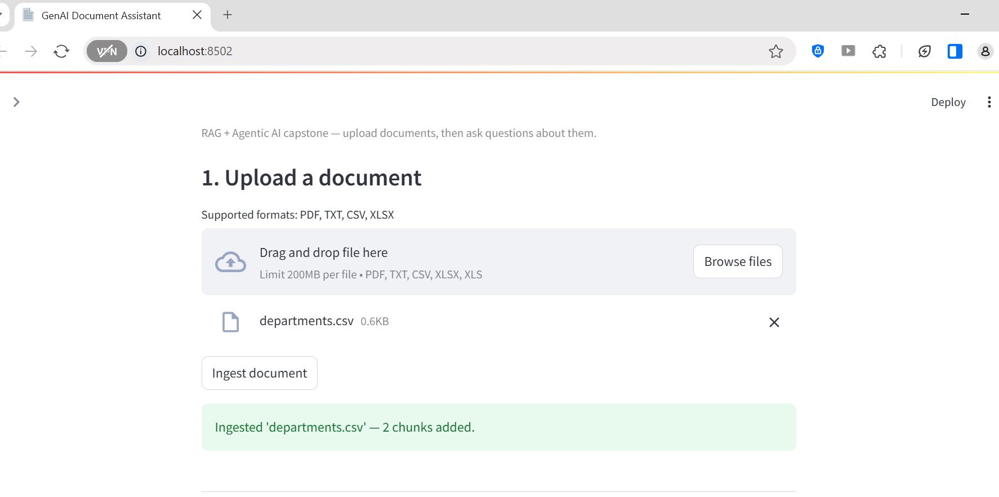 GenAI Document Assistant
VPN
localhost:8502
Deploy
RAG + Agentic AI capstone — upload documents, then ask questions about them.
1. Upload a document
Supported formats: PDF, TXT, CSV, XLSX
Drag and drop file here
Limit 200MB per file • PDF, TXT, CSV, XLSX, XLS
Browse files
departments.csv 0.6KB
Ingest document
Ingested 'departments.csv' — 2 chunks added.